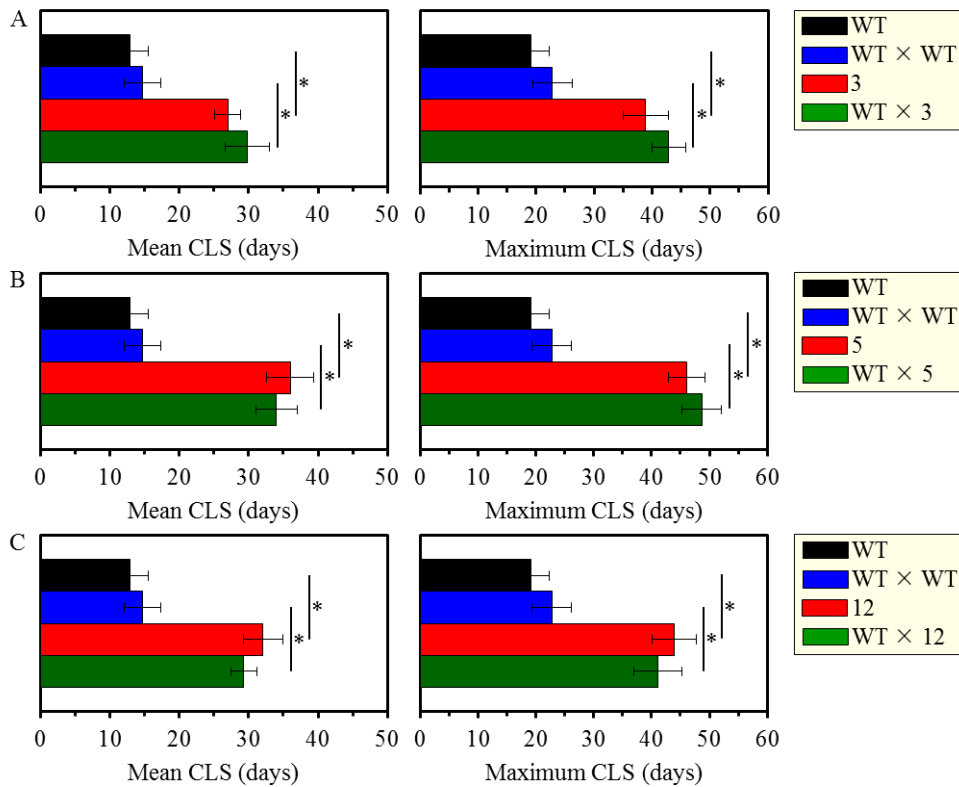 A
0 10 20 30 40 50
Mean CLS (days)
* *
0 10 20 30 40 50 60
Maximum CLS (days)
* *
WT
WT × WT
3
WT × 3
B
0 10 20 30 40 50
Mean CLS (days)
* *
0 10 20 30 40 50 60
Maximum CLS (days)
* *
WT
WT × WT
5
WT × 5
C
0 10 20 30 40 50
Mean CLS (days)
* *
0 10 20 30 40 50 60
Maximum CLS (days)
* *
WT
WT × WT
12
WT × 12